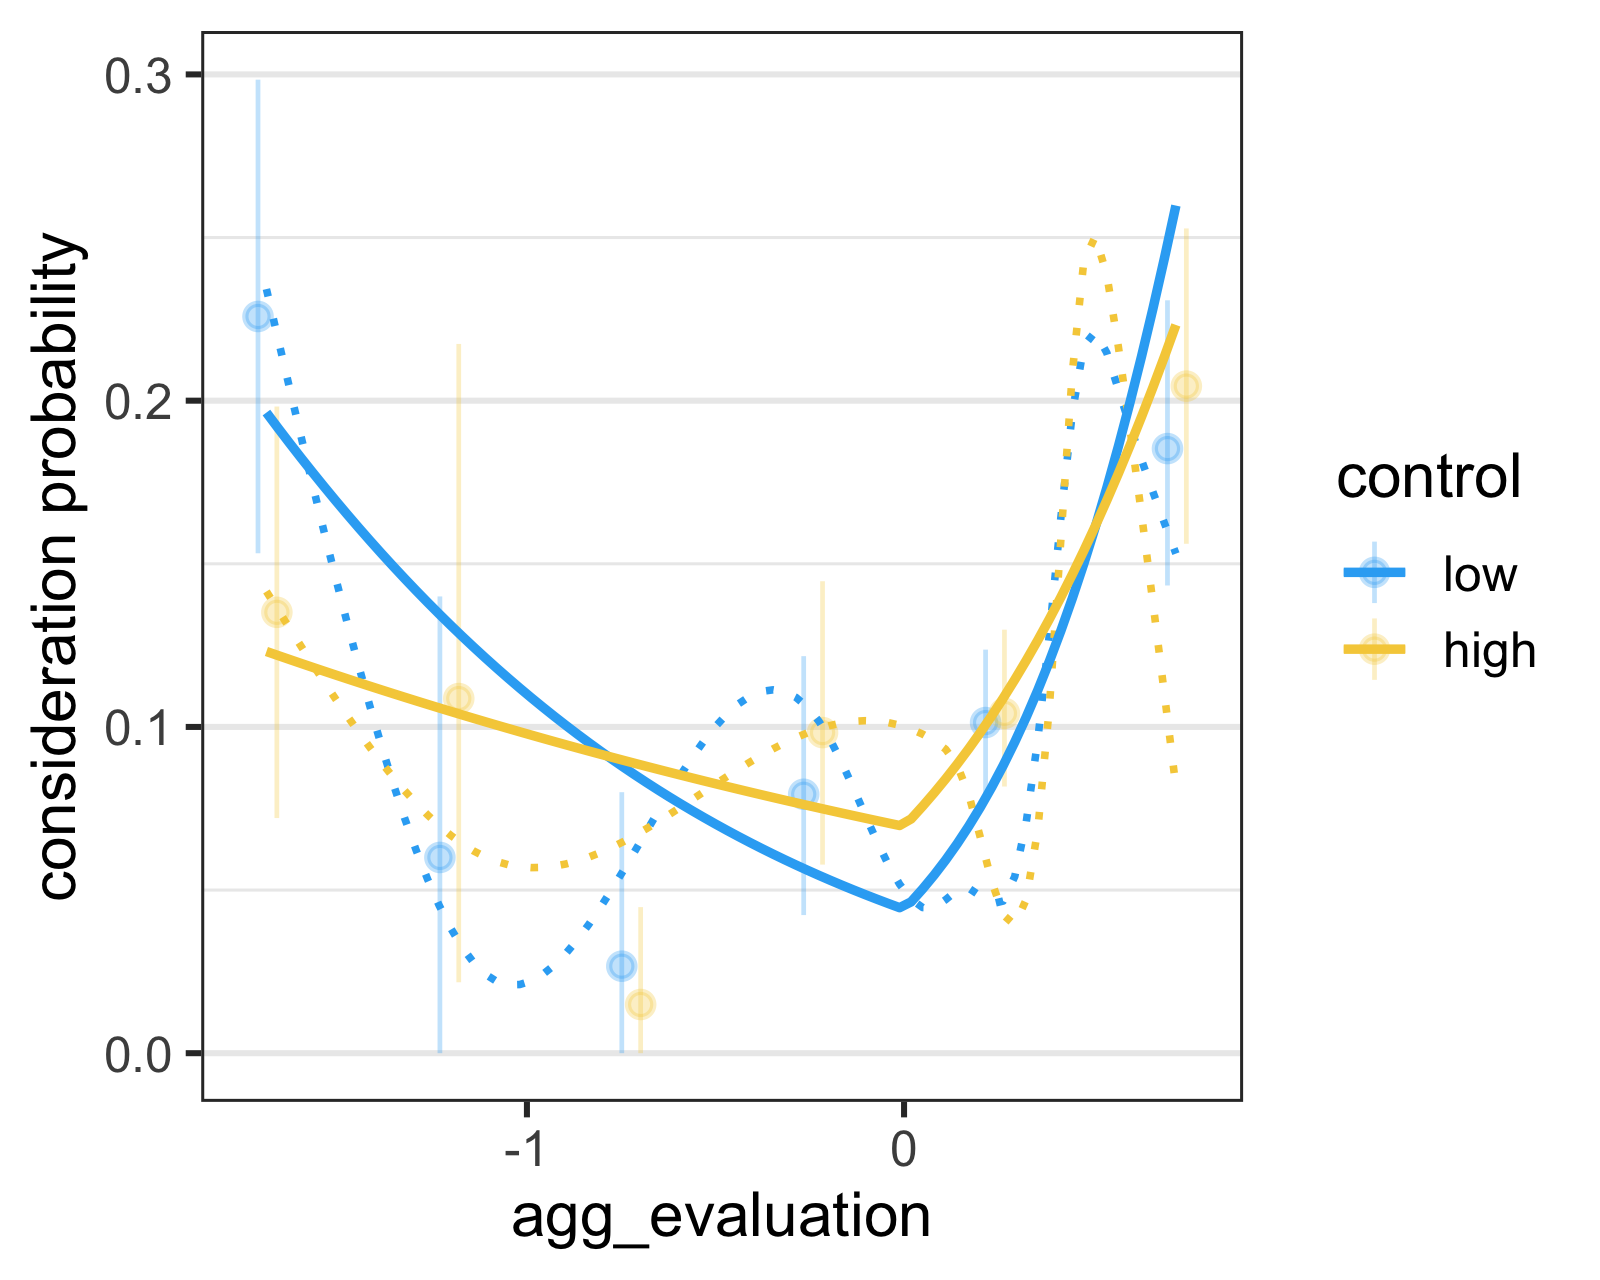 0.3
0.2
0.1
0.0
consideration probability
-1
0
agg_evaluation
control
low
high